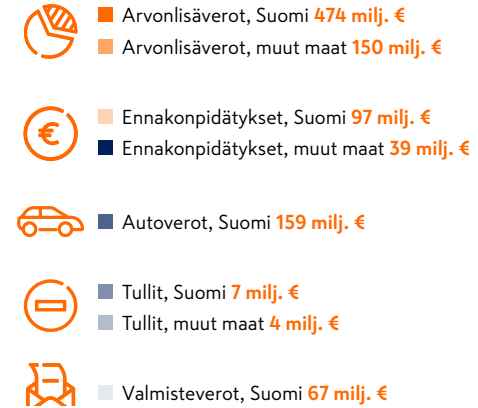 Arvonlisäverot, Suomi 474 milj. €
Arvonlisäverot, muut maat 150 milj. €
Ennakonpidätykset, Suomi 97 milj. €
Ennakonpidätykset, muut maat 39 milj. €
Autoverot, Suomi 159 milj. €
Tullit, Suomi 7 milj. €
Tullit, muut maat 4 milj. €
Valmisteverot, Suomi 67 milj. €